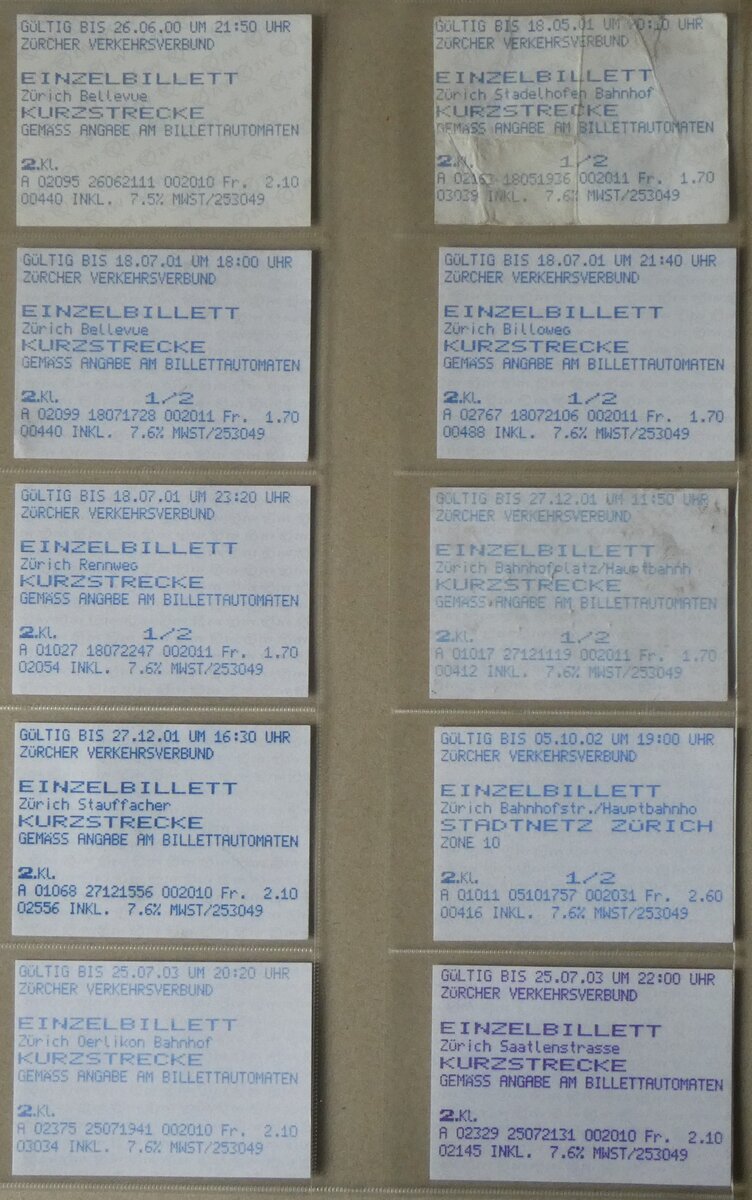 GÜLTIG BIS 26.06.00 UM 21:50 UHR
ZÜRCHER VERKEHRSVERBUND
EINZELBILLETT
Zürich Bellevue
KURZSTRECKE
GEMÄSS ANGABE AM BILLETTAUTOMATEN
2.Kl.
A 02095 26062111 002010 Fr. 2.10
00440 INKL. 7.5% MWST/253049
GÜLTIG BIS 18.05.01 UM 20:10 UHR
ZÜRCHER VERKEHRSVERBUND
EINZELBILLETT
Zürich Stadelhofen Bahnhof
KURZSTRECKE
GEMÄSS ANGABE AM BILLETTAUTOMATEN
2.Kl. 1/2
A 02163 18051936 002011 Fr. 1.70
03039 INKL. 7.6% MWST/253049
GÜLTIG BIS 18.07.01 UM 18:00 UHR
ZÜRCHER VERKEHRSVERBUND
EINZELBILLETT
Zürich Bellevue
KURZSTRECKE
GEMÄSS ANGABE AM BILLETTAUTOMATEN
2.Kl. 1/2
A 02099 18071728 002011 Fr. 1.70
00440 INKL. 7.6% MWST/253049
GÜLTIG BIS 18.07.01 UM 21:40 UHR
ZÜRCHER VERKEHRSVERBUND
EINZELBILLETT
Zürich Billoweg
KURZSTRECKE
GEMÄSS ANGABE AM BILLETTAUTOMATEN
2.Kl. 1/2
A 02767 18072106 002011 Fr. 1.70
00488 INKL. 7.6% MWST/253049
GÜLTIG BIS 18.07.01 UM 23:20 UHR
ZÜRCHER VERKEHRSVERBUND
EINZELBILLETT
Zürich Rennweg
KURZSTRECKE
GEMÄSS ANGABE AM BILLETTAUTOMATEN
2.Kl. 1/2
A 01027 18072247 002011 Fr. 1.70
02054 INKL. 7.6% MWST/253049
GÜLTIG BIS 27.12.01 UM 11:50 UHR
ZÜRCHER VERKEHRSVERBUND
EINZELBILLETT
Zürich Bahnhofplatz/Hauptbahnh
KURZSTRECKE
GEMÄSS ANGABE AM BILLETTAUTOMATEN
2.Kl. 1/2
A 01017 27121119 002011 Fr. 1.70
00412 INKL. 7.6% MWST/253049
GÜLTIG BIS 27.12.01 UM 16:30 UHR
ZÜRCHER VERKEHRSVERBUND
EINZELBILLETT
Zürich Stauffacher
KURZSTRECKE
GEMÄSS ANGABE AM BILLETTAUTOMATEN
2.Kl.
A 01068 27121556 002010 Fr. 2.10
02556 INKL. 7.6% MWST/253049
GÜLTIG BIS 05.10.02 UM 19:00 UHR
ZÜRCHER VERKEHRSVERBUND
EINZELBILLETT
Zürich Bahnhofstr./Hauptbahnho
STADTNETZ ZÜRICH
ZONE 10
2.Kl. 1/2
A 01011 05101757 002031 Fr. 2.60
00416 INKL. 7.6% MWST/253049
GÜLTIG BIS 25.07.03 UM 20:20 UHR
ZÜRCHER VERKEHRSVERBUND
EINZELBILLETT
Zürich Oerlikon Bahnhof
KURZSTRECKE
GEMÄSS ANGABE AM BILLETTAUTOMATEN
2.Kl.
A 02375 25071941 002010 Fr. 2.10
03034 INKL. 7.6% MWST/253049
GÜLTIG BIS 25.07.03 UM 22:00 UHR
ZÜRCHER VERKEHRSVERBUND
EINZELBILLETT
Zürich Saatlenstrasse
KURZSTRECKE
GEMÄSS ANGABE AM BILLETTAUTOMATEN
2.Kl.
A 02329 25072131 002010 Fr. 2.10
02145 INKL. 7.6% MWST/253049